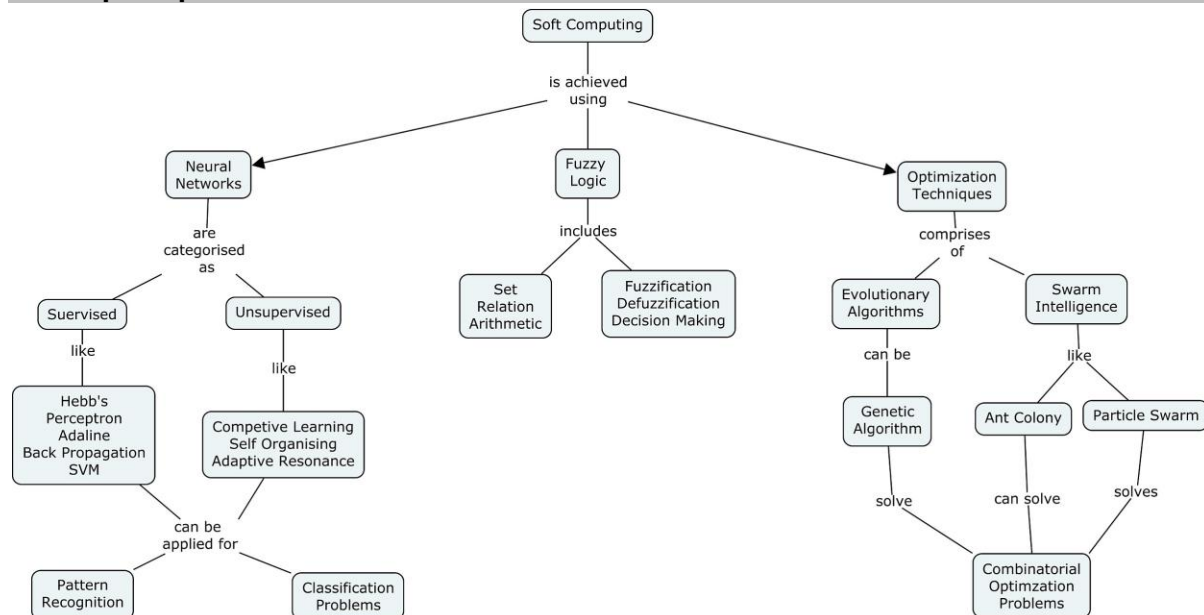 Soft Computing
is achieved
using
Neural
Networks
Fuzzy
Logic
Optimization
Techniques
are
categorised
as
includes
comprises
of
Suervised
Unsupervised
Set
Relation
Arithmetic
Fuzzification
Defuzzification
Decision Making
Evolutionary
Algorithms
Swarm
Intelligence
like
like
can be
like
Hebb's
Perceptron
Adaline
Back Propagation
SVM
Competive Learning
Self Organising
Adaptive Resonance
Genetic
Algorithm
Ant Colony
Particle Swarm
solve
can solve
solves
can be
applied for
Pattern
Recognition
Classification
Problems
Combinatorial
Optimzation
Problems